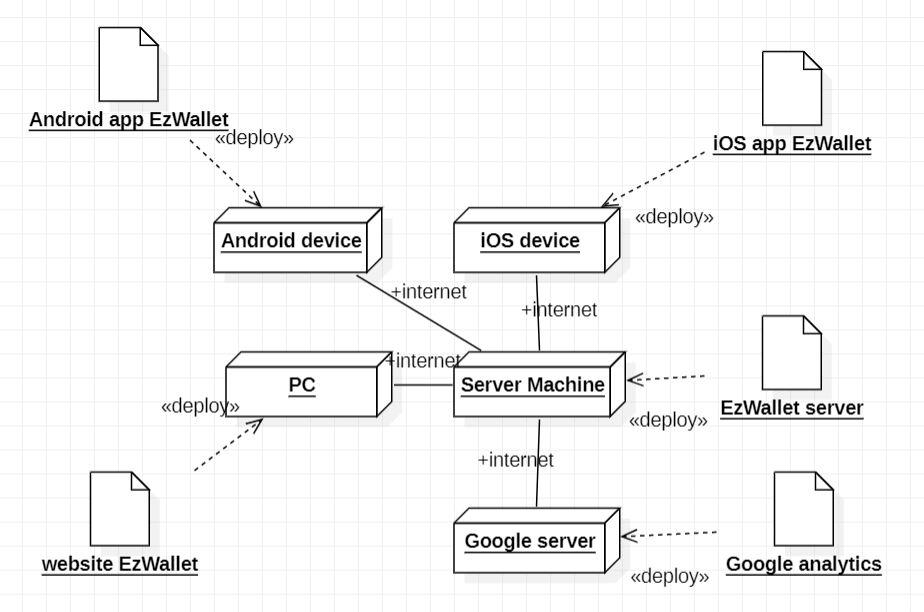 Android app EzWallet
«deploy»
iOS app EzWallet
«deploy»
Android device
iOS device
+internet
+internet
+internet
PC
Server Machine
«deploy»
EzWallet server
«deploy»
+internet
Google server
website EzWallet
Google analytics
«deploy»